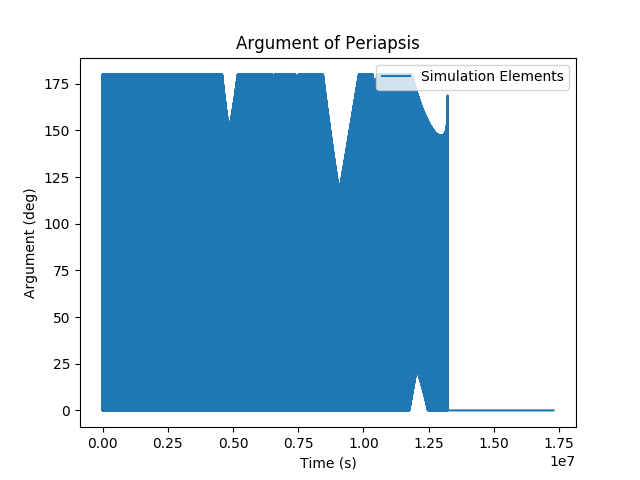 Argument of Periapsis
Simulation Elements
Argument (deg)
175
150
125
100
75
50
25
0
0.00 0.25 0.50 0.75 1.00 1.25 1.50 1.75
1e7
Time (s)